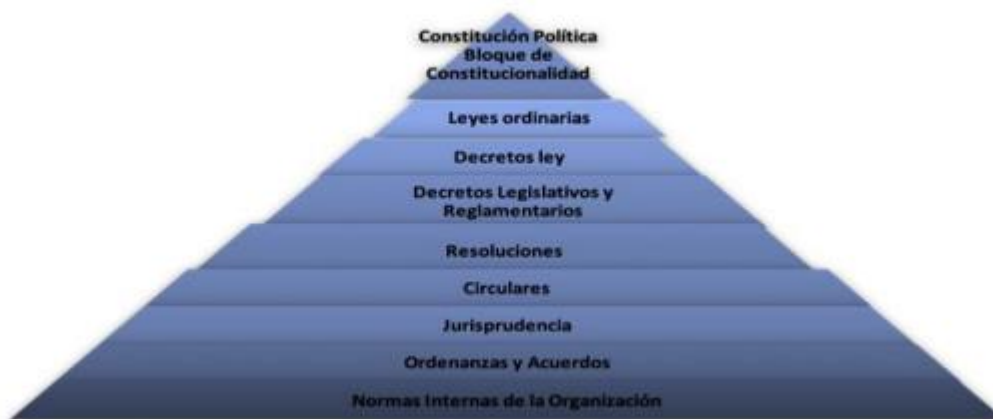 Constitución Política
Bloque de
Constitucionalidad
Leyes ordinarias
Decretos ley
Decretos Legislativos y
Reglamentarios
Resoluciones
Circulares
Jurisprudencia
Ordenanzas y Acuerdos
Normas Internas de la Organización